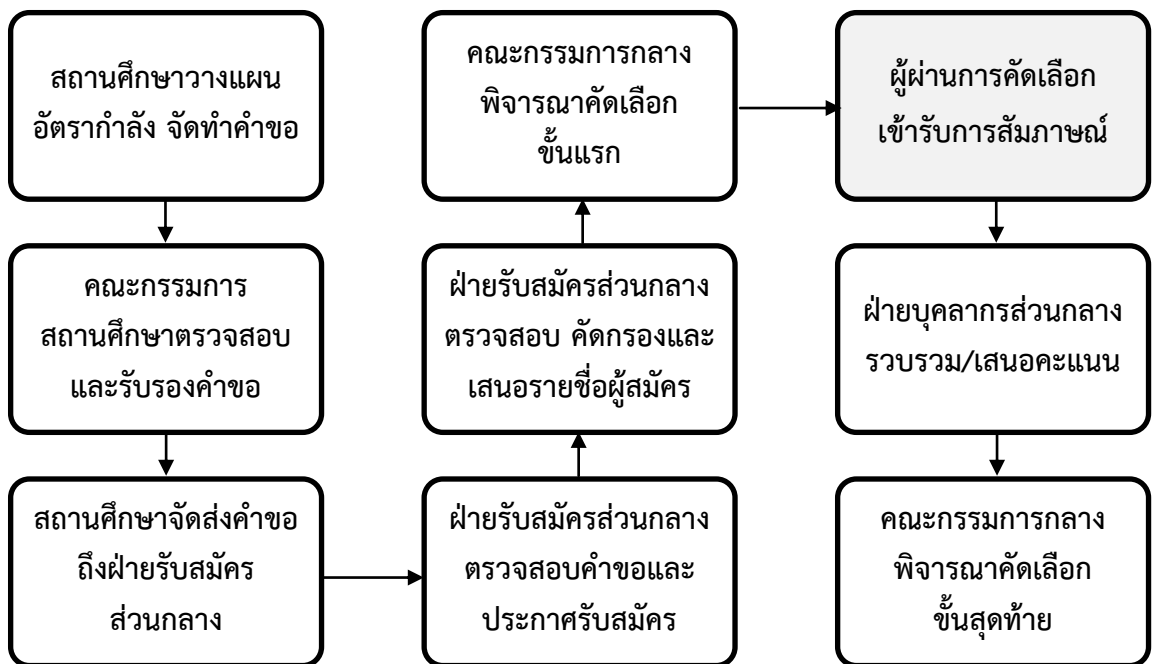 สถานศึกษาวางแผน
อัตรากำลัง จัดทำคำขอ
คณะกรรมการ
สถานศึกษาตรวจสอบ
และรับรองคำขอ
สถานศึกษาจัดส่งคำขอ
ถึงฝ่ายรับสมัคร
ส่วนกลาง
ฝ่ายรับสมัครส่วนกลาง
ตรวจสอบคำขอและ
ประกาศรับสมัคร
ฝ่ายรับสมัครส่วนกลาง
ตรวจสอบ คัดกรองและ
เสนอรายชื่อผู้สมัคร
คณะกรรมการกลาง
พิจารณาคัดเลือก
ขั้นแรก
ผู้ผ่านการคัดเลือก
เข้ารับการสัมภาษณ์
ฝ่ายบุคลากรส่วนกลาง
รวบรวม/เสนอคะแนน
คณะกรรมการกลาง
พิจารณาคัดเลือก
ขั้นสุดท้าย